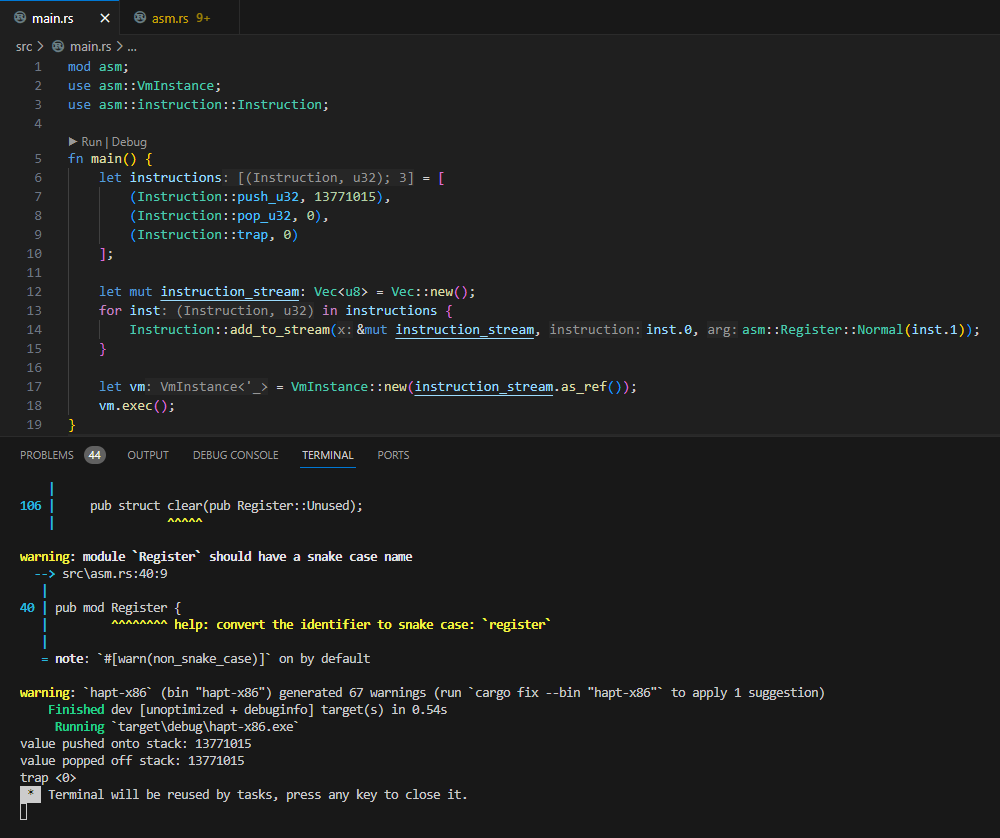 main.rs × asm.rs 9+
src > main.rs > ...
1 mod asm;
2 use asm::VmInstance;
3 use asm::instruction::Instruction;
4
▶ Run | Debug
5 fn main() {
6 let instructions: [(Instruction, u32); 3] = [
7 (Instruction::push_u32, 13771015),
8 (Instruction::pop_u32, 0),
9 (Instruction::trap, 0)
10 ];
11
12 let mut instruction_stream: Vec<u8> = Vec::new();
13 for inst: (Instruction, u32) in instructions {
14 Instruction::add_to_stream(x: &mut instruction_stream, instruction: inst.0, arg: asm::Register::Normal(inst.1));
15 }
16
17 let vm: VmInstance<'_> = VmInstance::new(instruction_stream.as_ref());
18 vm.exec();
19 }
PROBLEMS 44 OUTPUT DEBUG CONSOLE TERMINAL PORTS
|
106 | pub struct clear(pub Register::Unused);
| ^^^^^
warning: module `Register` should have a snake case name
--> src\asm.rs:40:9
|
40 | pub mod Register {
| ^^^^^^^^ help: convert the identifier to snake case: `register`
|
= note: `#[warn(non_snake_case)]` on by default
warning: `hapt-x86` (bin "hapt-x86") generated 67 warnings (run `cargo fix --bin "hapt-x86"` to apply 1 suggestion)
Finished dev [unoptimized + debuginfo] target(s) in 0.54s
Running `target\debug\hapt-x86.exe`
value pushed onto stack: 13771015
value popped off stack: 13771015
trap <0>
* Terminal will be reused by tasks, press any key to close it.